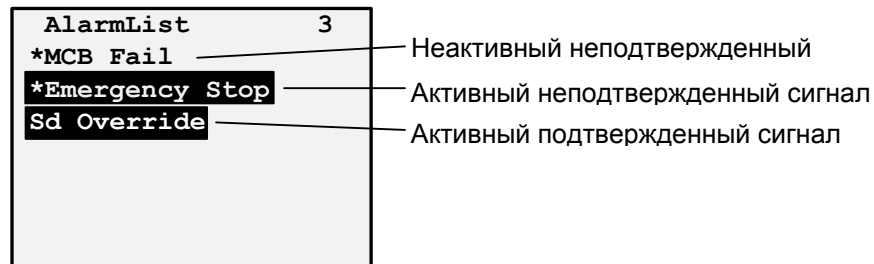 AlarmList 3
*MCB Fail
Неактивный неподтвержденный
*Emergency Stop
Активный неподтвержденный сигнал
Sd Override
Активный подтвержденный сигнал